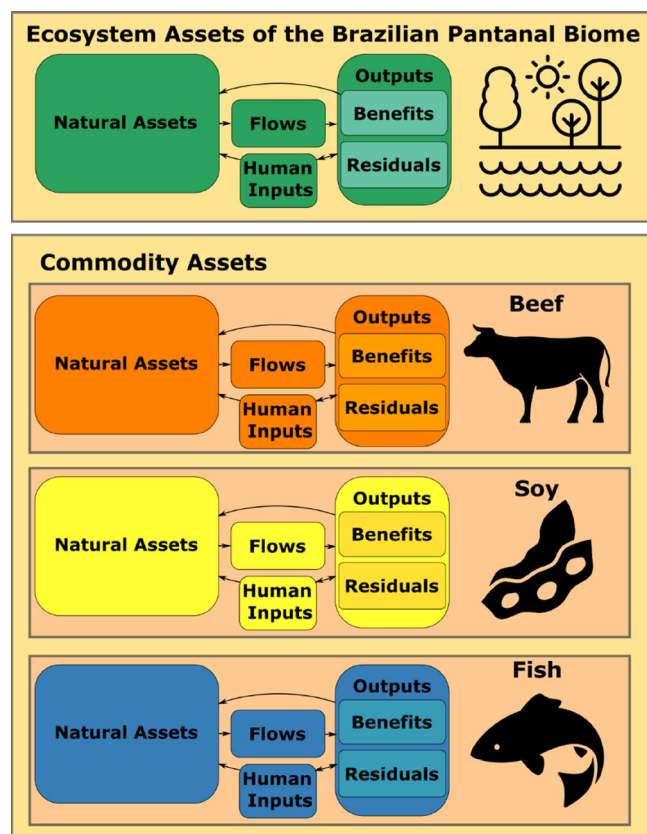 Ecosystem Assets of the Brazilian Pantanal Biome
Natural Assets
Flows
Human
Inputs
Outputs
Benefits
Residuals
Commodity Assets
Beef
Natural Assets
Flows
Human
Inputs
Outputs
Benefits
Residuals
Soy
Natural Assets
Flows
Human
Inputs
Outputs
Benefits
Residuals
Fish
Natural Assets
Flows
Human
Inputs
Outputs
Benefits
Residuals